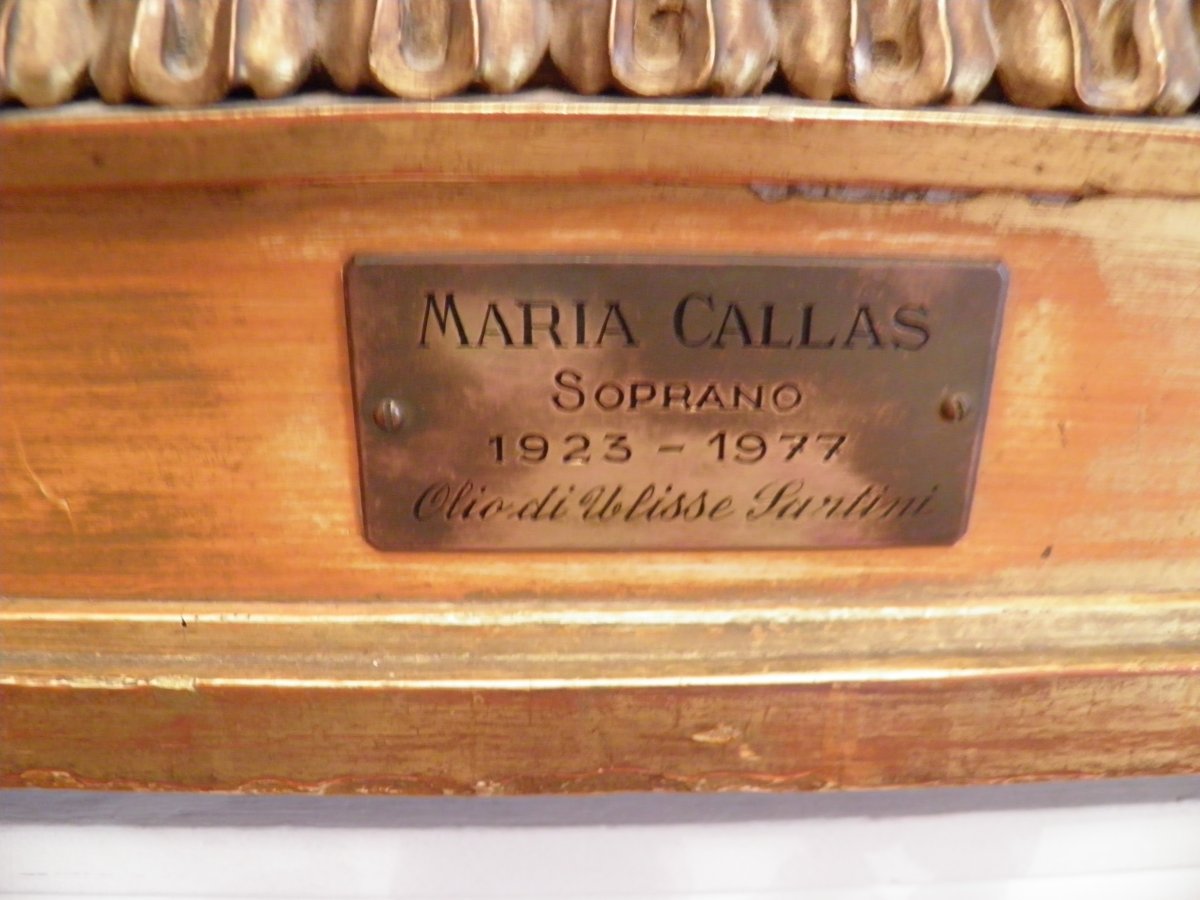 MARIA CALLAS
SOPRANO
1923 - 1977
Olio di Ulisse Sartini